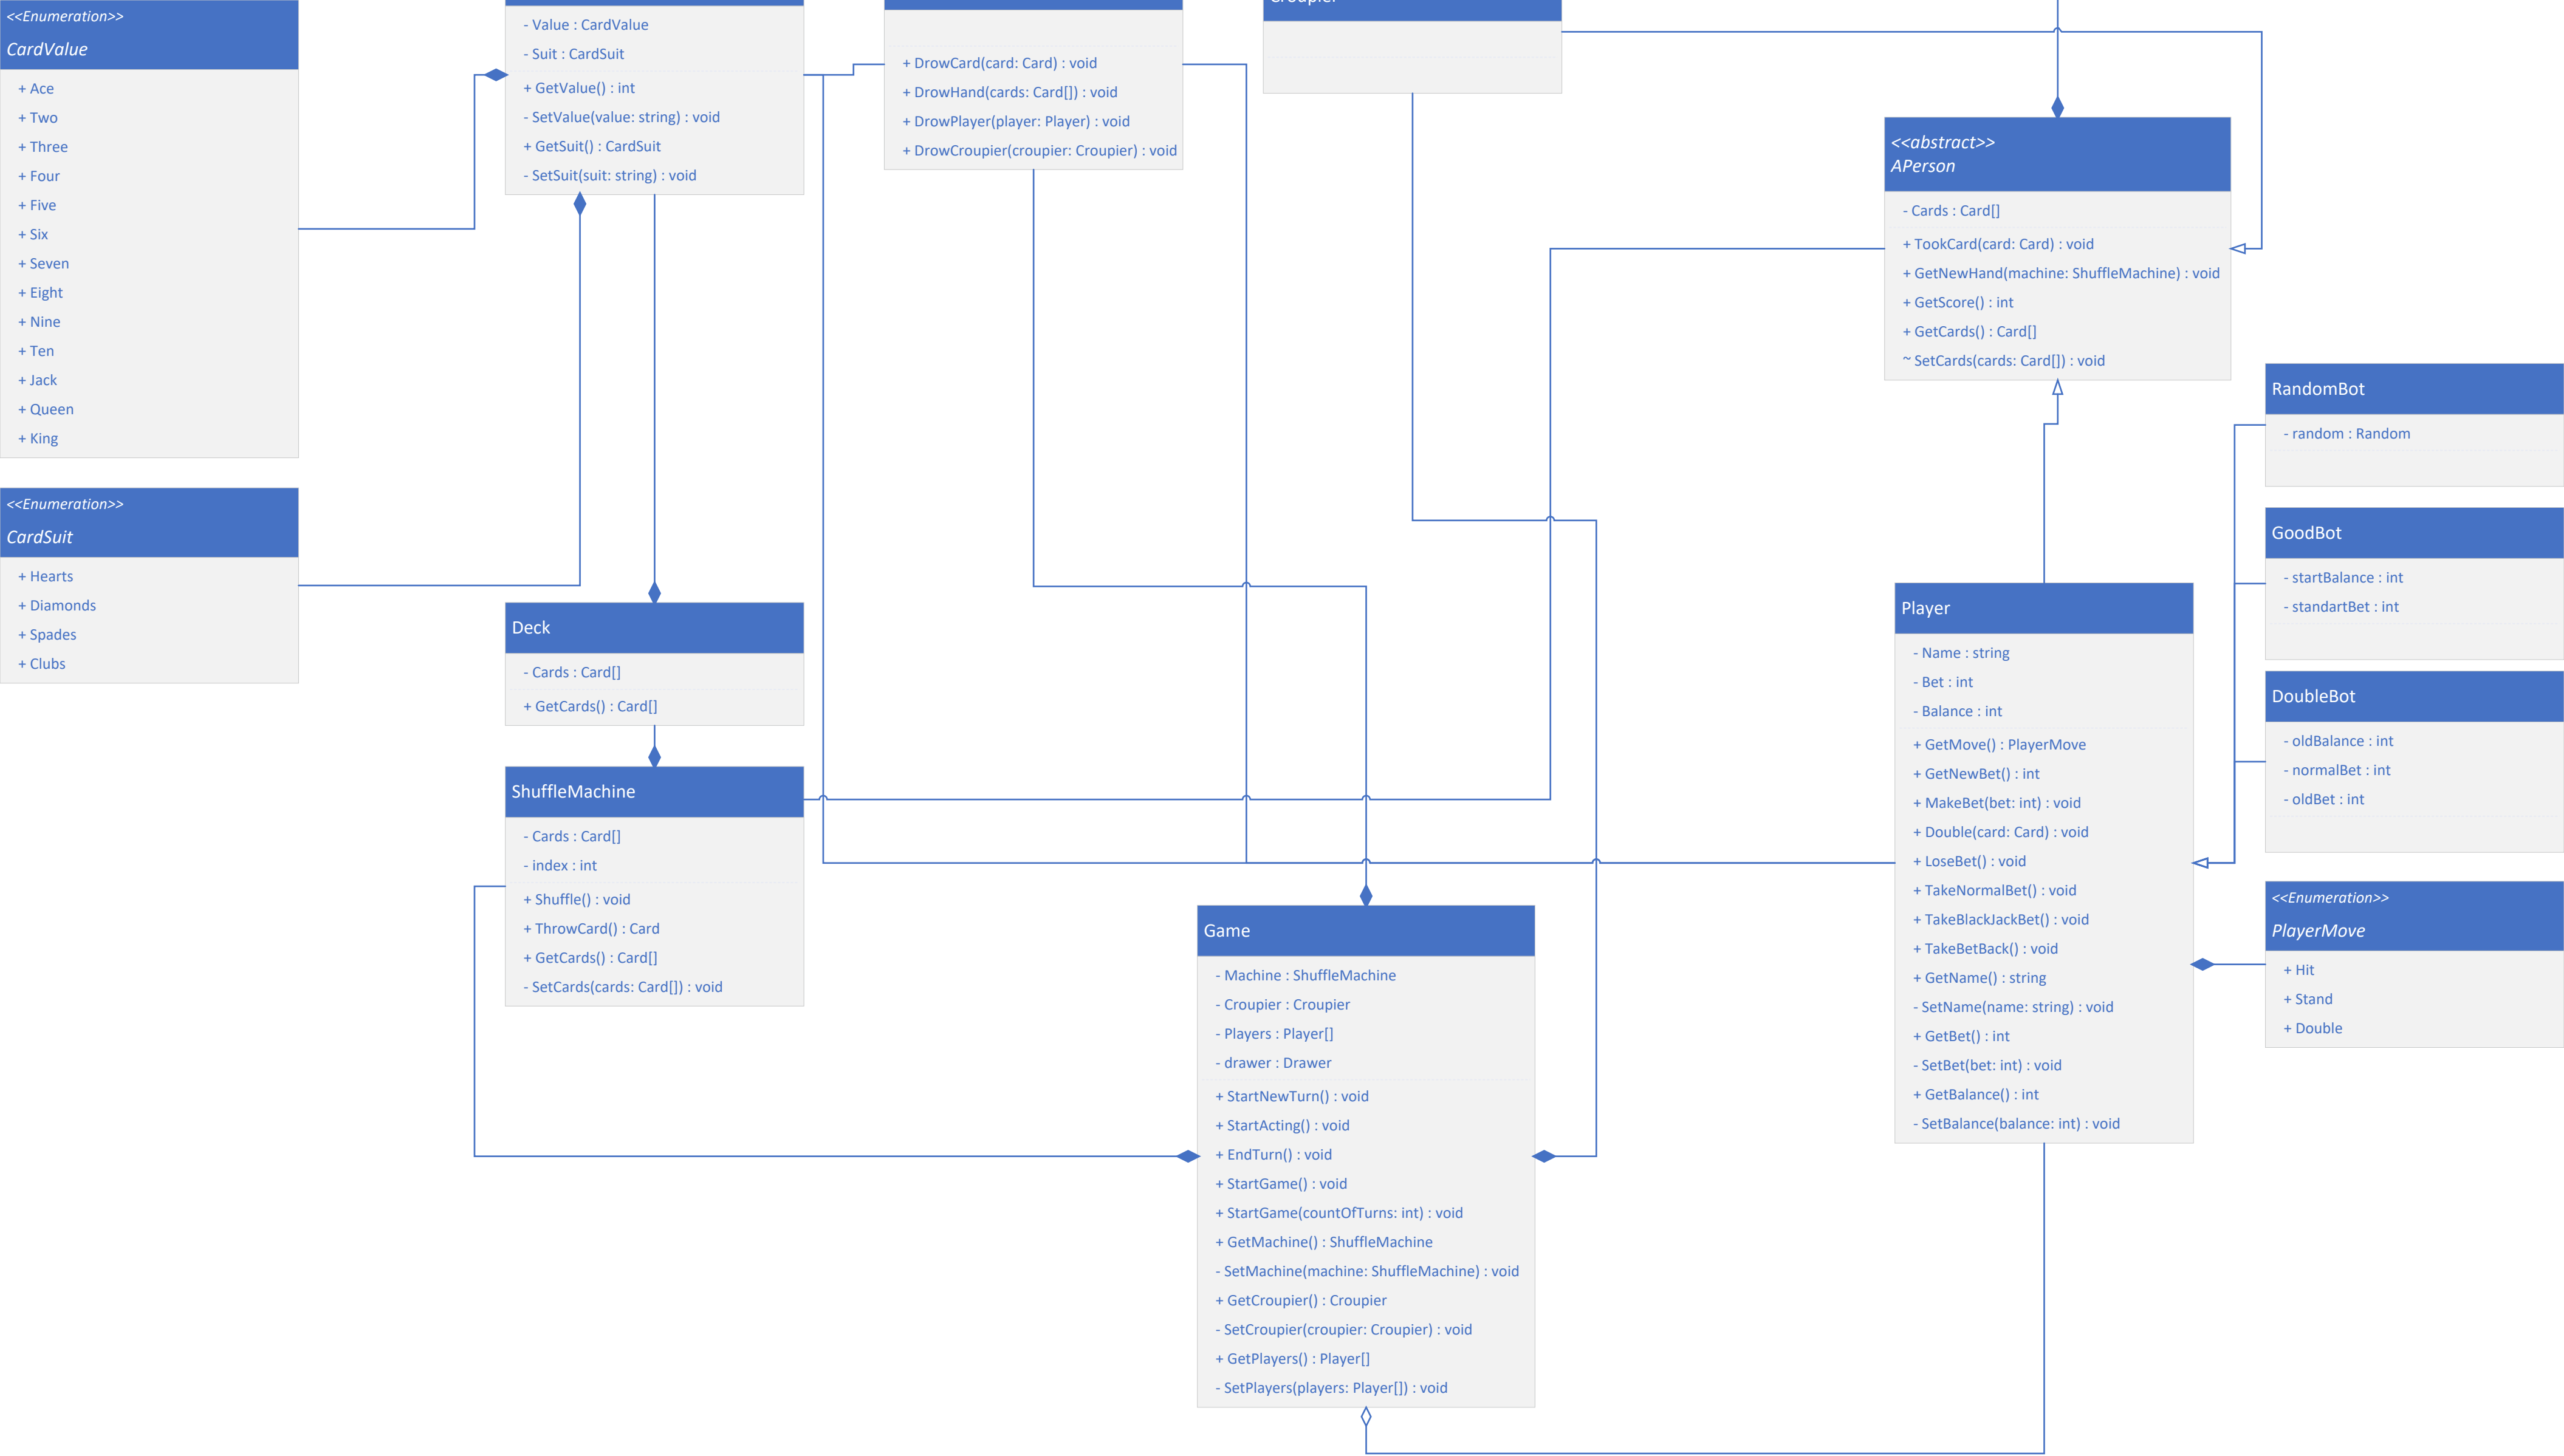 <<Enumeration>>
CardValue
+ Ace
+ Two
+ Three
+ Four
+ Five
+ Six
+ Seven
+ Eight
+ Nine
+ Ten
+ Jack
+ Queen
+ King
<<Enumeration>>
CardSuit
+ Hearts
+ Diamonds
+ Spades
+ Clubs
- Value : CardValue
- Suit : CardSuit
+ GetValue() : int
- SetValue(value: string) : void
+ GetSuit() : CardSuit
- SetSuit(suit: string) : void
Deck
- Cards : Card[]
+ GetCards() : Card[]
ShuffleMachine
- Cards : Card[]
- index : int
+ Shuffle() : void
+ ThrowCard() : Card
+ GetCards() : Card[]
- SetCards(cards: Card[]) : void
+ DrowCard(card: Card) : void
+ DrowHand(cards: Card[]) : void
+ DrowPlayer(player: Player) : void
+ DrowCroupier(croupier: Croupier) : void
Croupier
Game
- Machine : ShuffleMachine
- Croupier : Croupier
- Players : Player[]
- drawer : Drawer
+ StartNewTurn() : void
+ StartActing() : void
+ EndTurn() : void
+ StartGame() : void
+ StartGame(countOfTurns: int) : void
+ GetMachine() : ShuffleMachine
- SetMachine(machine: ShuffleMachine) : void
+ GetCroupier() : Croupier
- SetCroupier(croupier: Croupier) : void
+ GetPlayers() : Player[]
- SetPlayers(players: Player[]) : void
<<abstract>>
APerson
- Cards : Card[]
+ TookCard(card: Card) : void
+ GetNewHand(machine: ShuffleMachine) : void
+ GetScore() : int
+ GetCards() : Card[]
~ SetCards(cards: Card[]) : void
Player
- Name : string
- Bet : int
- Balance : int
+ GetMove() : PlayerMove
+ GetNewBet() : int
+ MakeBet(bet: int) : void
+ Double(card: Card) : void
+ LoseBet() : void
+ TakeNormalBet() : void
+ TakeBlackJackBet() : void
+ TakeBetBack() : void
+ GetName() : string
- SetName(name: string) : void
+ GetBet() : int
- SetBet(bet: int) : void
+ GetBalance() : int
- SetBalance(balance: int) : void
RandomBot
- random : Random
GoodBot
- startBalance : int
- standartBet : int
DoubleBot
- oldBalance : int
- normalBet : int
- oldBet : int
<<Enumeration>>
PlayerMove
+ Hit
+ Stand
+ Double